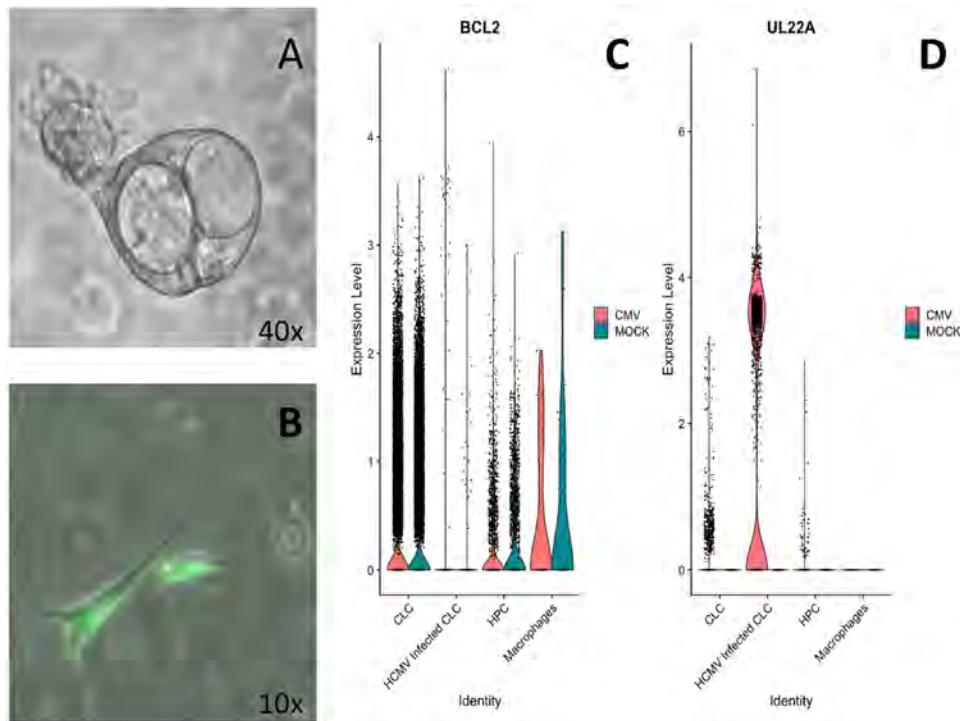 A
40x
B
10x
BCL2
C
Expression Level
4
3
2
1
0
CLC
HCMV Infected CLC
HPC
Macrophages
Identity
CMV
MOCK
UL22A
D
Expression Level
6
4
2
0
CLC
HCMV Infected CLC
HPC
Macrophages
Identity
CMV
MOCK